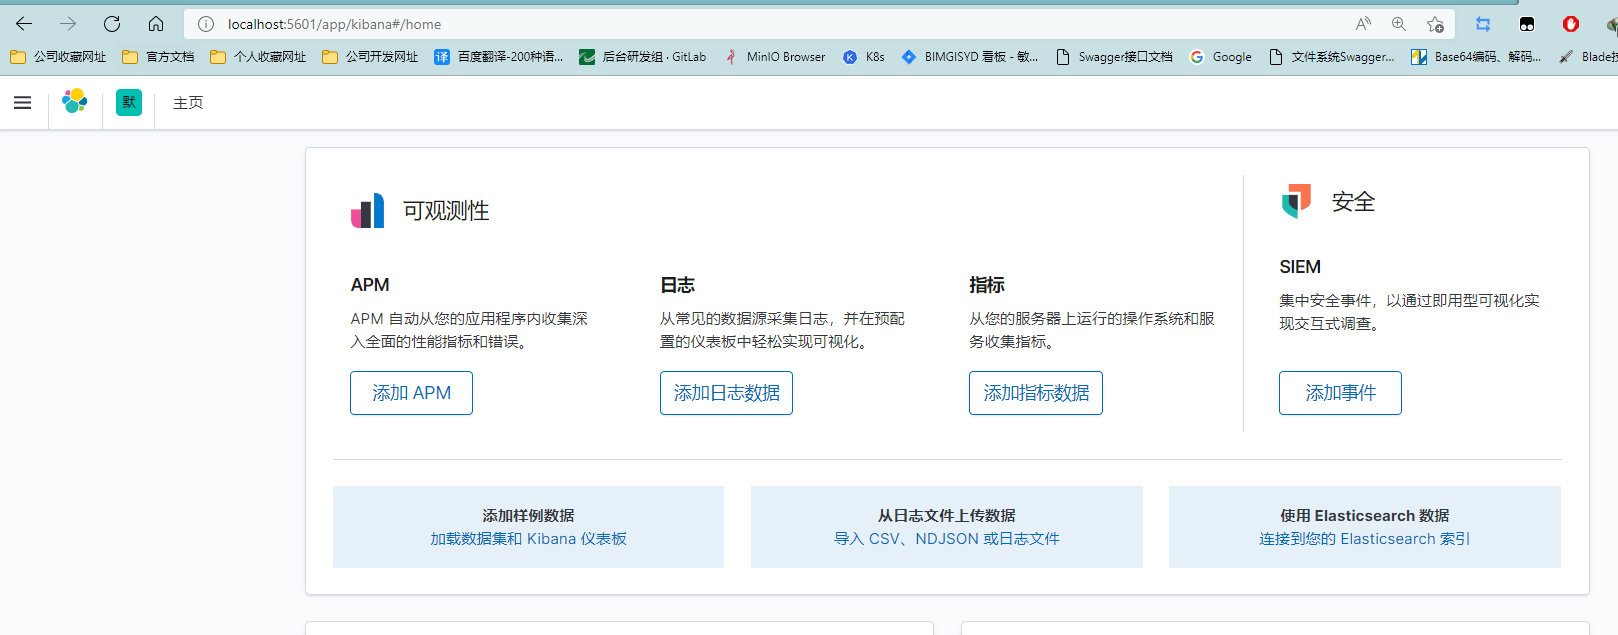 localhost:5601/app/kibana#/home
公司收藏网址 官方文档 个人收藏网址 公司开发网址 译 百度翻译-200种语... 后台研发组 · GitLab MinIO Browser K8s BIMGISYD 看板 - 敏... Swagger接口文档 Google 文件系统Swagger... Base64编码、解码... Blade技
默 主页
可观测性
安全
APM
APM 自动从您的应用程序内收集深
入全面的性能指标和错误。
添加 APM
日志
从常见的数据源采集日志，并在预配
置的仪表板中轻松实现可视化。
添加日志数据
指标
从您的服务器上运行的操作系统和服
务收集指标。
添加指标数据
SIEM
集中安全事件，以通过即用型可视化实
现交互式调查。
添加事件
添加样例数据
加载数据集和 Kibana 仪表板
从日志文件上传数据
导入 CSV、NDJSON 或日志文件
使用 Elasticsearch 数据
连接到您的 Elasticsearch 索引